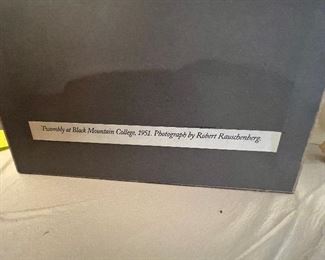 Twombly at Black Mountain College, 1951. Photograph by Robert Rauschenberg.